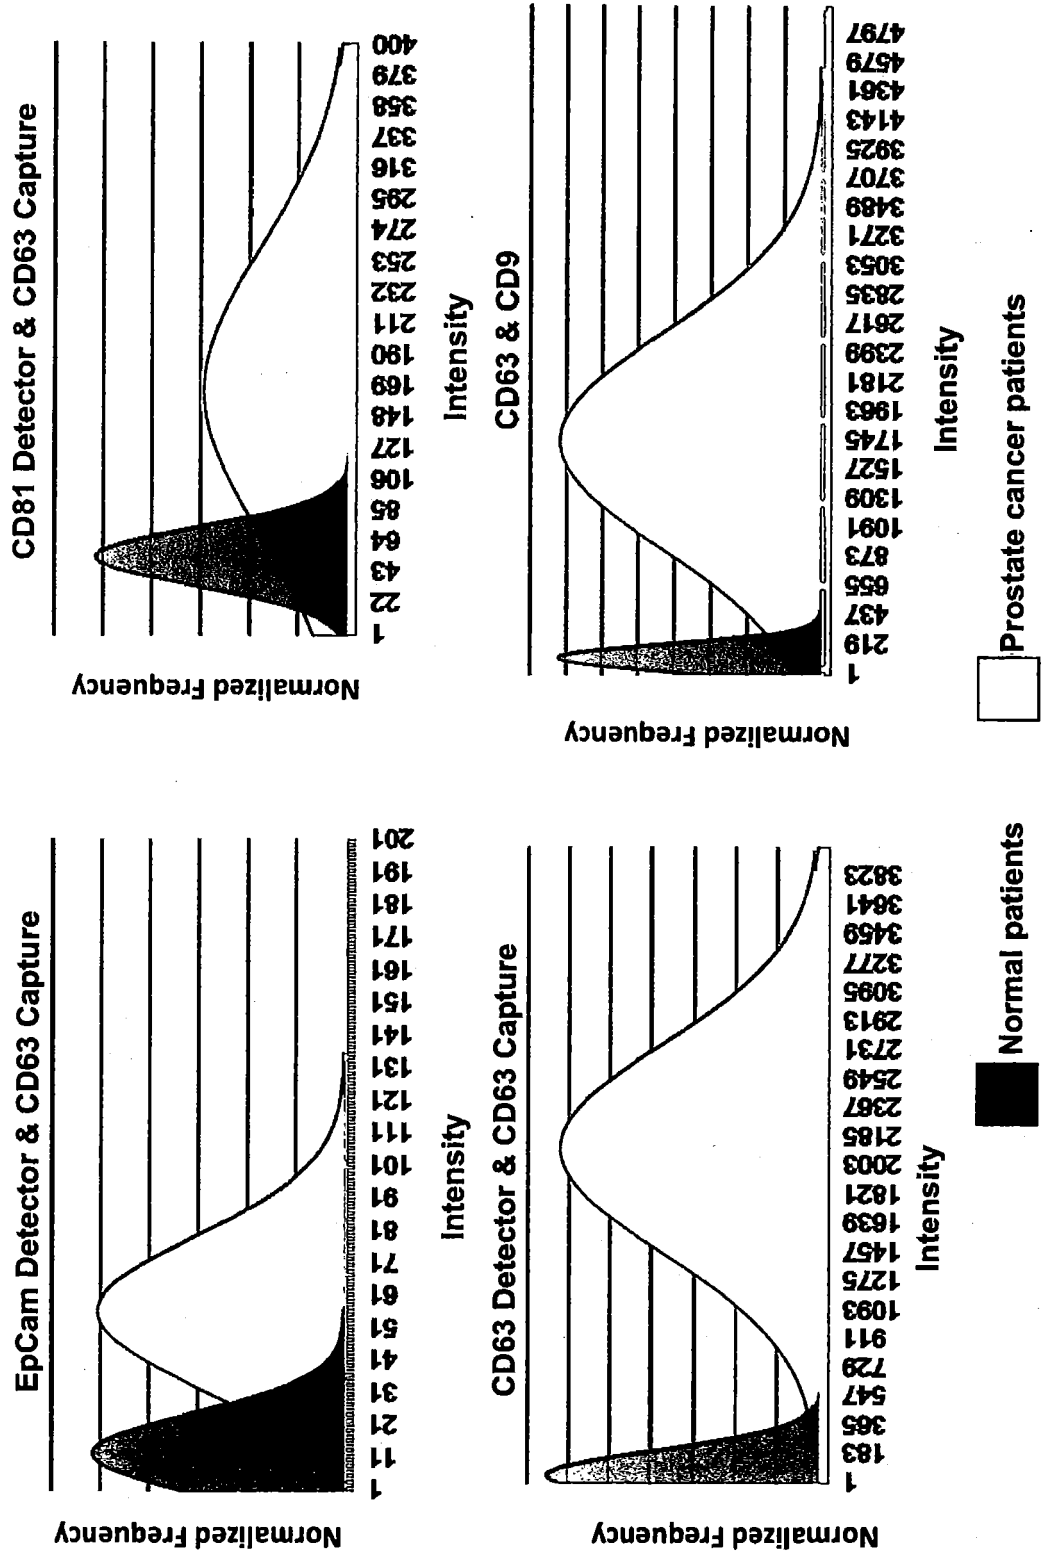 EpCam Detector & CD63 Capture
Normalized Frequency
1 11 21 31 41 51 61 71 81 91 101 111 121 131 141 151 161 171 181 191 201
Intensity
CD81 Detector & CD63 Capture
Normalized Frequency
1 22 43 64 85 106 127 148 169 190 211 232 253 274 295 316 337 358 379 400
Intensity
CD63 Detector & CD63 Capture
Normalized Frequency
1 183 365 547 729 911 1093 1275 1457 1639 1821 2003 2185 2367 2549 2731 2913 3095 3277 3459 3641 3823
Intensity
CD63 & CD9
Normalized Frequency
1 219 437 655 873 1091 1309 1527 1745 1963 2181 2399 2617 2835 3053 3271 3489 3707 3925 4143 4361 4579 4797
Intensity
Normal patients
Prostate cancer patients